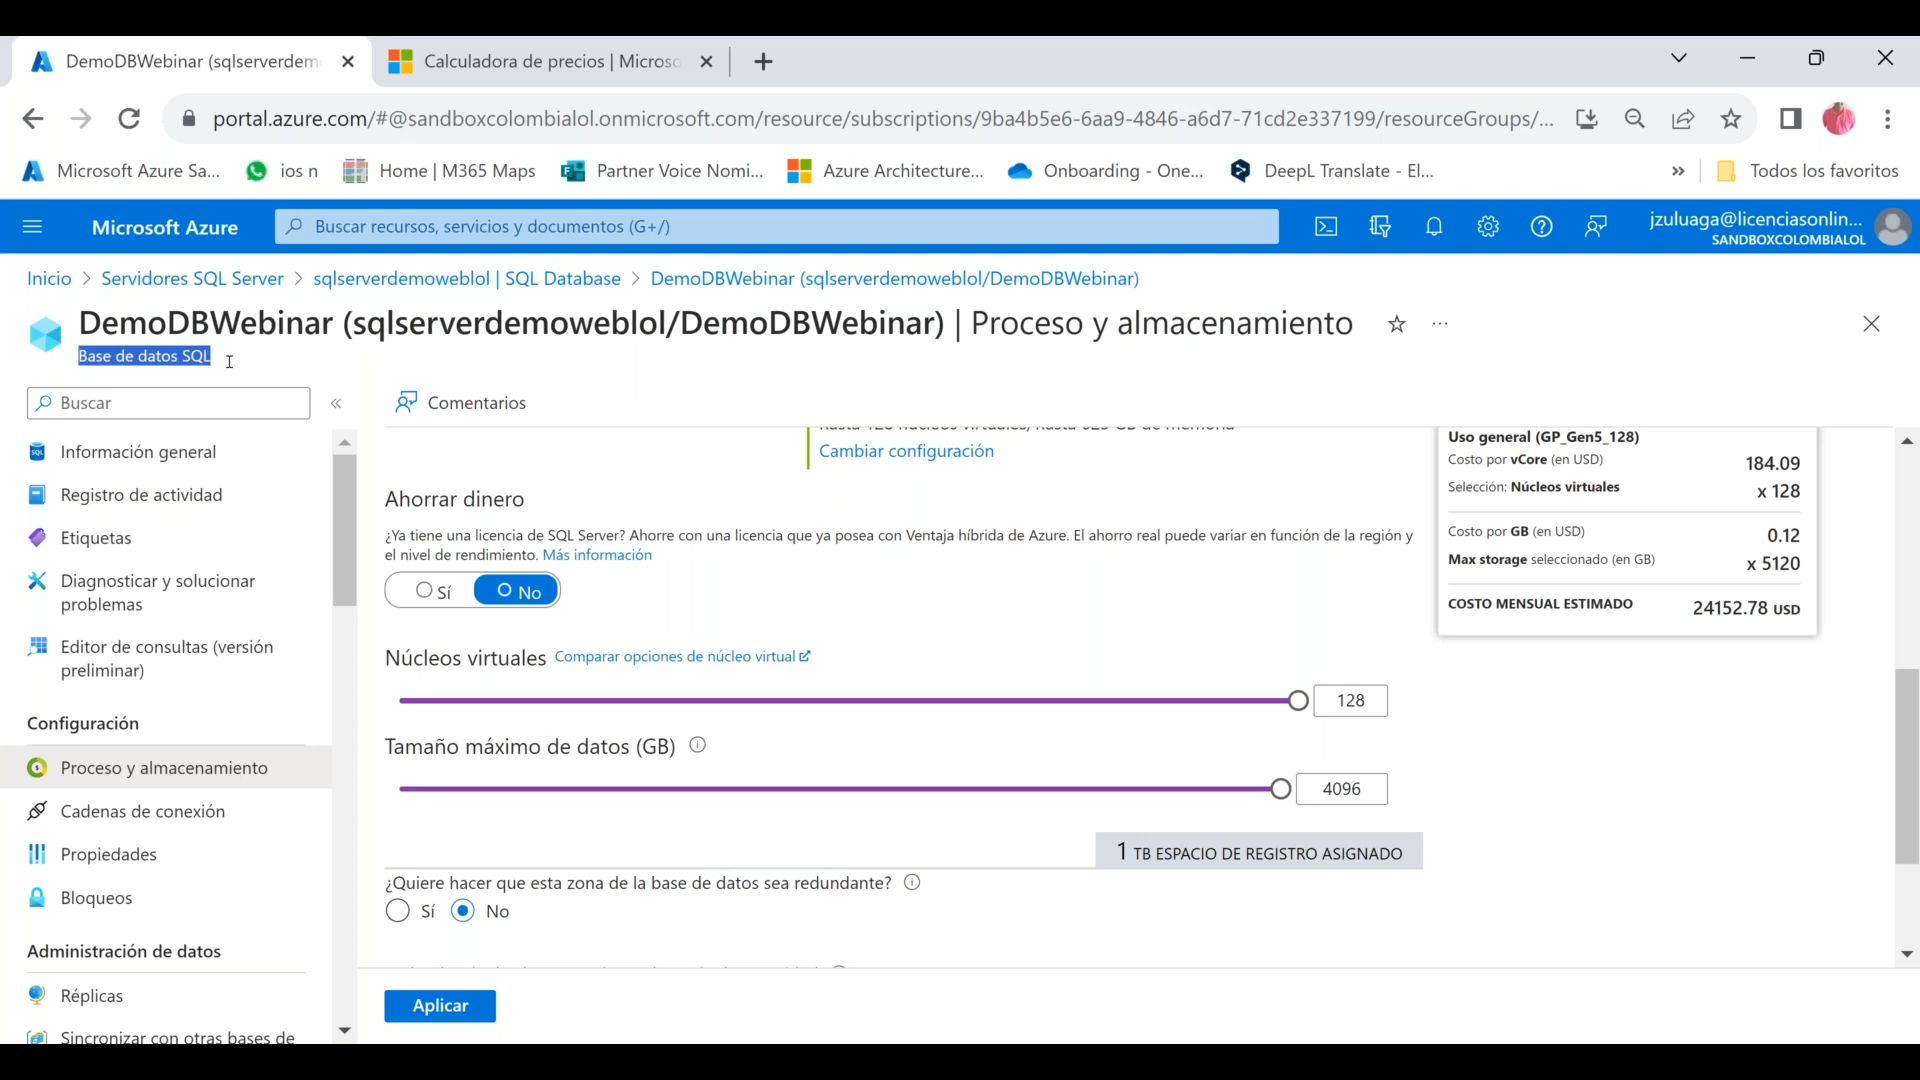 DemoDBWebinar (sqlserverdem
Calculadora de precios | Micros
portal.azure.com/#@sandboxcolombialol.onmicrosoft.com/resource/subscriptions/9ba4b5e6-6aa9-4846-a6d7-71cd2e337199/resourceGroups/...
Microsoft Azure Sa...
ios n
Home | M365 Maps
Partner Voice Nomi...
Azure Architecture...
Onboarding - One...
DeepL Translate - El...
»
Todos los favoritos
Microsoft Azure
Buscar recursos, servicios y documentos (G+/)
jzuluaga@licenciasonlin...
SANDBOXCOLOMBIALOL
Inicio > Servidores SQL Server > sqlserverdemoweblol | SQL Database > DemoDBWebinar (sqlserverdemoweblol/DemoDBWebinar)
DemoDBWebinar (sqlserverdemoweblol/DemoDBWebinar) | Proceso y almacenamiento
Base de datos SQL
Buscar
Información general
Registro de actividad
Etiquetas
Diagnosticar y solucionar
problemas
Editor de consultas (versión
preliminar)
Configuración
Proceso y almacenamiento
Cadenas de conexión
Propiedades
Bloqueos
Administración de datos
Réplicas
Sincronizar con otras bases de
Comentarios
hasta 128 núcleos virtuales, hasta 625 GB de memoria
Cambiar configuración
Ahorrar dinero
¿Ya tiene una licencia de SQL Server? Ahorre con una licencia que ya posea con Ventaja híbrida de Azure. El ahorro real puede variar en función de la región y
el nivel de rendimiento. Más información
Sí No
Núcleos virtuales Comparar opciones de núcleo virtual
128
Tamaño máximo de datos (GB)
4096
1 TB ESPACIO DE REGISTRO ASIGNADO
¿Quiere hacer que esta zona de la base de datos sea redundante?
Sí No
Aplicar
Uso general (GP_Gen5_128)
Costo por vCore (en USD) 184.09
Selección: Núcleos virtuales x 128
Costo por GB (en USD) 0.12
Max storage seleccionado (en GB) x 5120
COSTO MENSUAL ESTIMADO 24152.78 USD